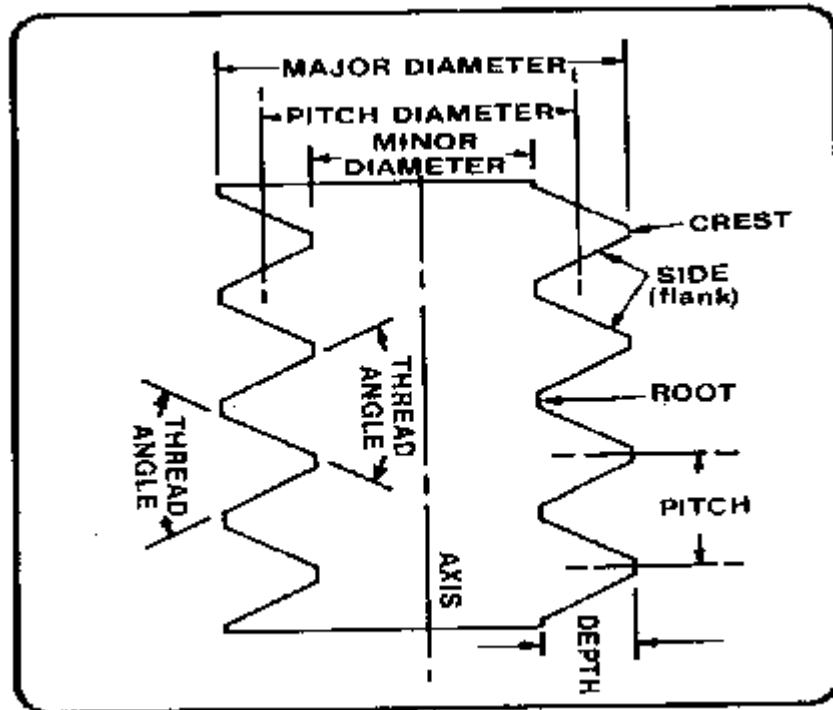 MAJOR DIAMETER
PITCH DIAMETER
MINOR
DIAMETER
CREST
SIDE
(flank)
THREAD
ANGLE
ROOT
THREAD
ANGLE
PITCH
AXIS
DEPTH